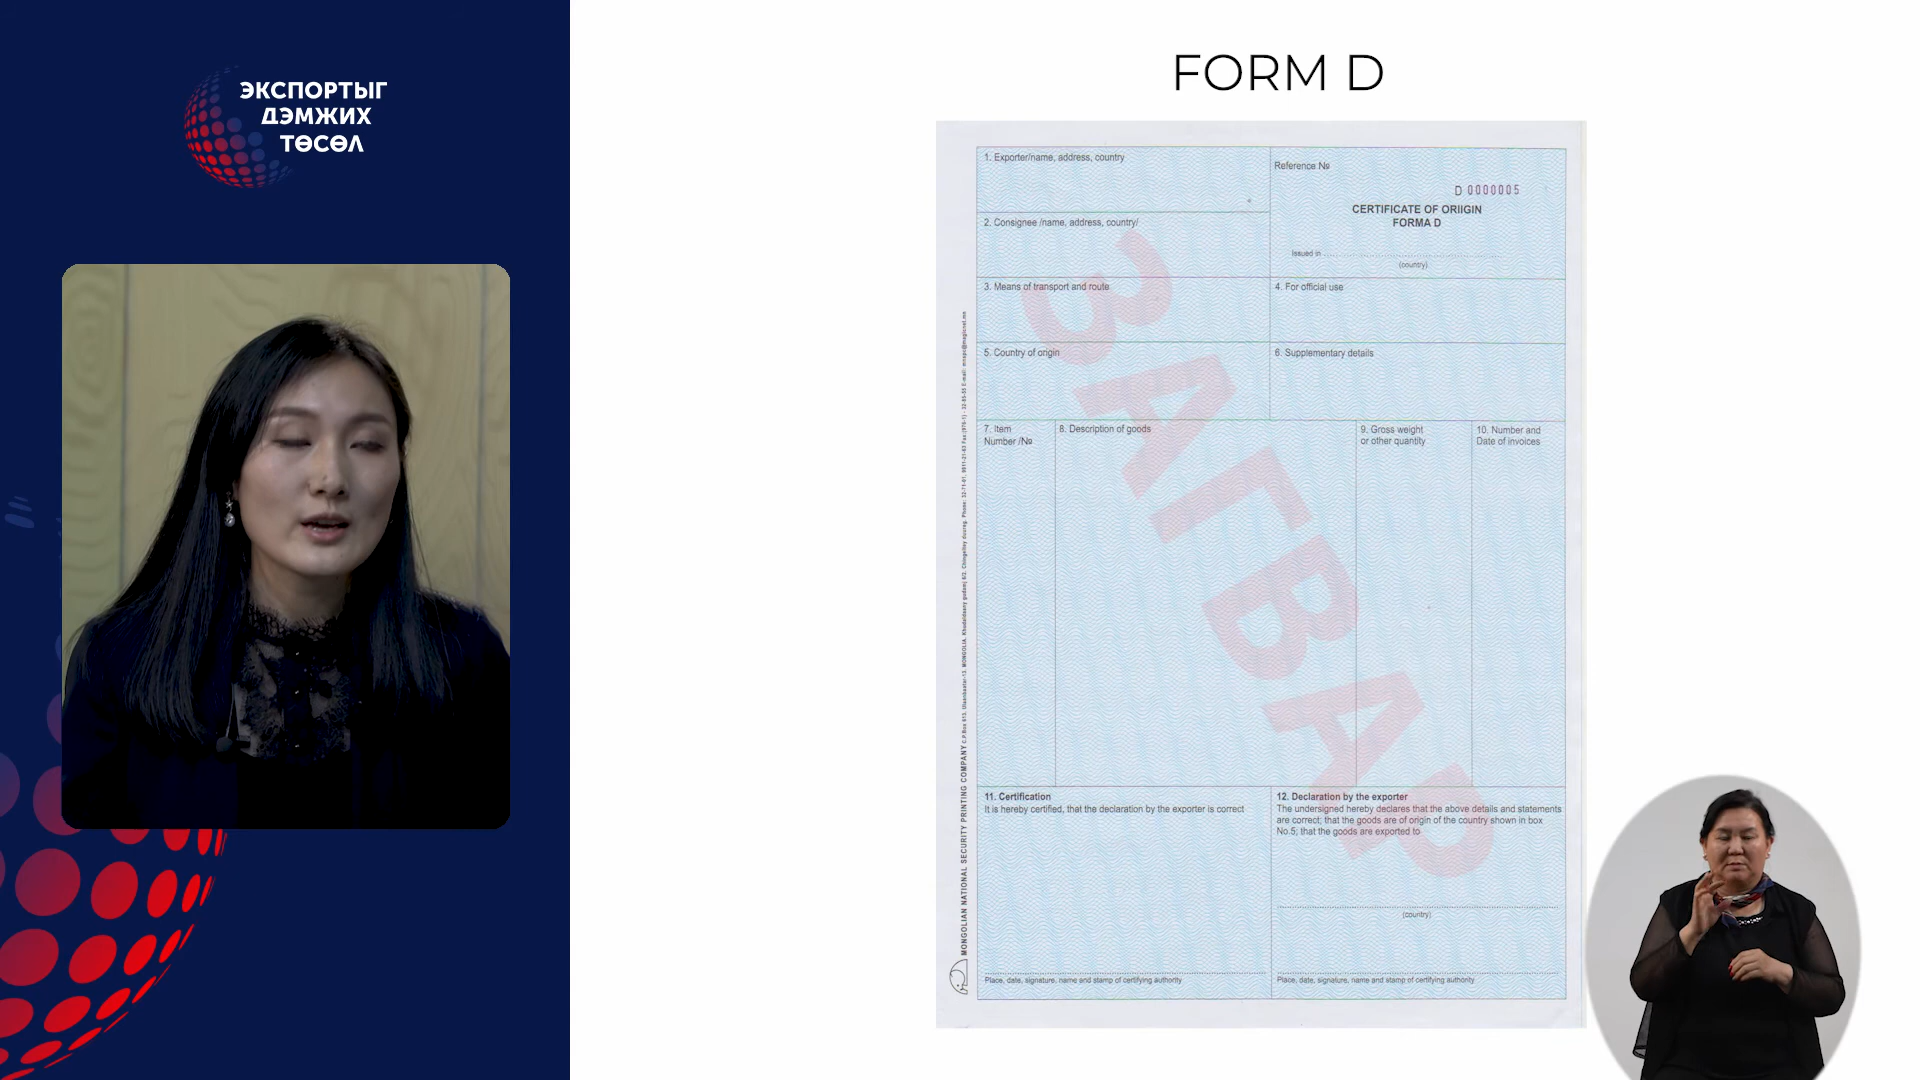 ЭКСПОРТЫГ
ДЭМЖИХ
ТӨСӨЛ
FORM D
1. Exporter/name, address, country
Reference №
D 0000005
CERTIFICATE OF ORIIGIN
FORMA D
Issued in
(country)
2. Consignee /name, address, country/
3. Means of transport and route
4. For official use
5. Country of origin
6. Supplementary details
7. Item
Number /№
8. Description of goods
9. Gross weight
or other quantity
10. Number and
Date of invoices
ЗАГВАР
11. Certification
It is hereby certified, that the declaration by the exporter is correct
12. Declaration by the exporter
The undersigned hereby declares that the above details and statements
are correct; that the goods are of origin of the country shown in box
No.5; that the goods are exported to
(country)
Place, date, signature, name and stamp of certifying authority
Place, date, signature, name and stamp of certifying authority
MONGOLIAN NATIONAL SECURITY PRINTING COMPANY